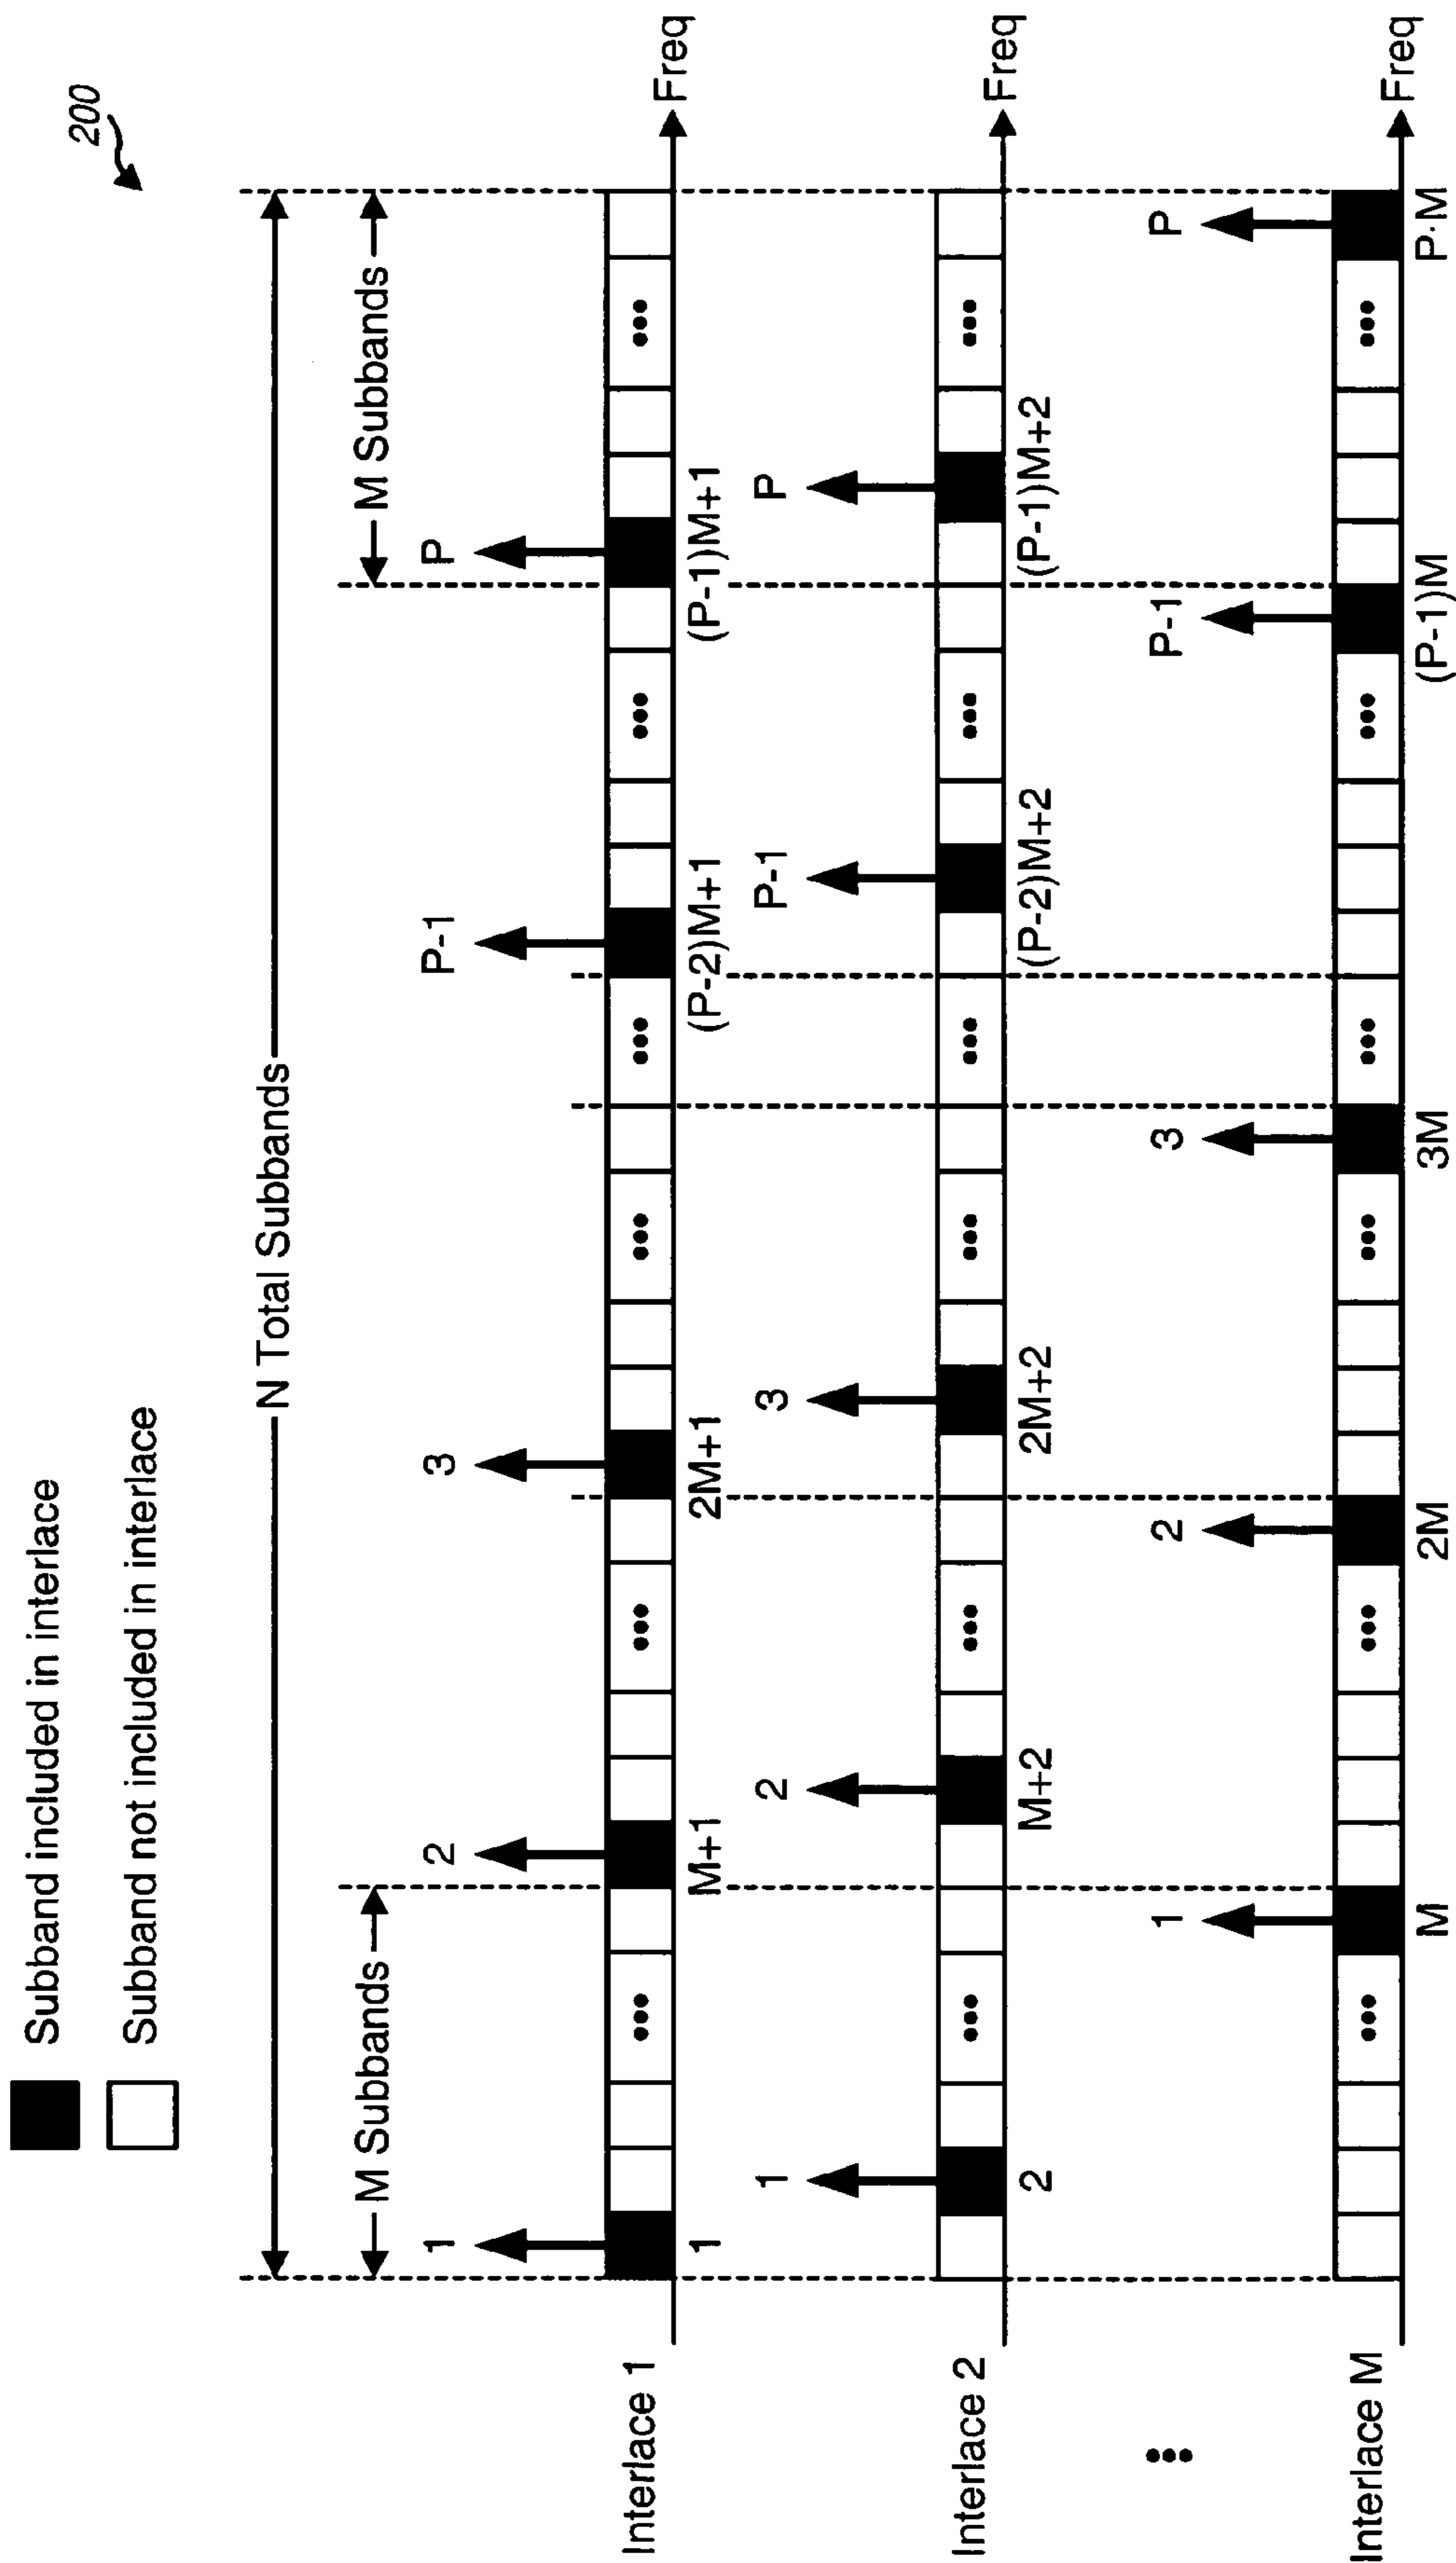 200
Subband included in interlace
Subband not included in interlace
N Total Subbands
M Subbands
M Subbands
1
2
3
P-1
P
Interlace 1
•••
•••
•••
•••
•••
Freq
1
M+1
2M+1
(P-2)M+1
(P-1)M+1
1
2
3
P-1
P
Interlace 2
•••
•••
•••
•••
•••
•••
Freq
2
M+2
2M+2
(P-2)M+2
(P-1)M+2
•••
1
2
3
P-1
P
Interlace M
•••
•••
•••
•••
•••
•••
Freq
M
2M
3M
(P-1)M
P·M